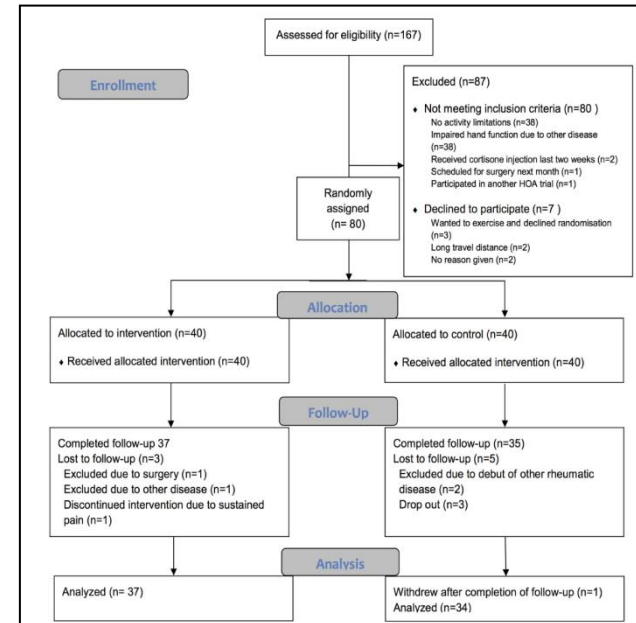 Assessed for eligibility (n=167)
Enrollment
Excluded (n=87)
♦ Not meeting inclusion criteria (n=80 )
No activity limitations (n=38)
Impaired hand function due to other disease
(n=38)
Received cortisone injection last two weeks (n=2)
Scheduled for surgery next month (n=1)
Participated in another HOA trial (n=1)
♦ Declined to participate (n=7 )
Wanted to exercise and declined randomisation
(n=3)
Long travel distance (n=2)
No reason given (n=2)
Randomly
assigned
(n= 80)
Allocation
Allocated to intervention (n=40)
♦ Received allocated intervention (n=40)
Allocated to control (n=40)
♦ Received allocated intervention (n=40)
Follow-Up
Completed follow-up 37
Lost to follow-up (n=3)
Excluded due to surgery (n=1)
Excluded due to other disease (n=1)
Discontinued intervention due to sustained
pain (n=1)
Completed follow-up (n=35)
Lost to follow-up (n=5)
Excluded due to debut of other rheumatic
disease (n=2)
Drop out (n=3)
Analysis
Analyzed (n= 37)
Withdrew after completion of follow-up (n=1)
Analyzed (n=34)